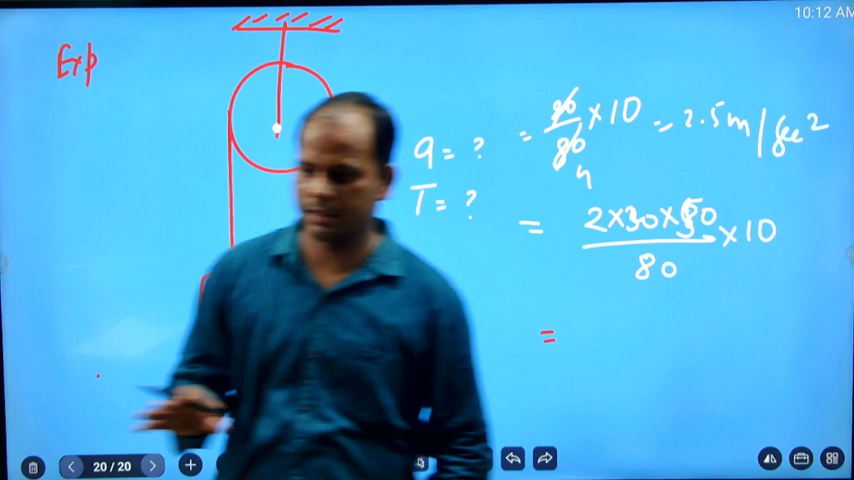 10:12 AM
Exp
a = ? = 20/80 × 10 = 2.5 m/sec²
4
T = ? = 2×30×50/80 × 10
=
20 / 20